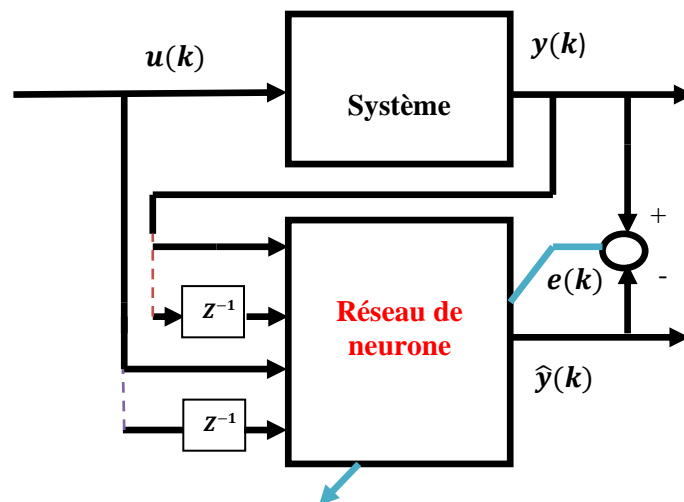 u(k)
y(k)
Système
+
-
e(k)
z⁻¹
Réseau de
neurone
ŷ(k)
z⁻¹